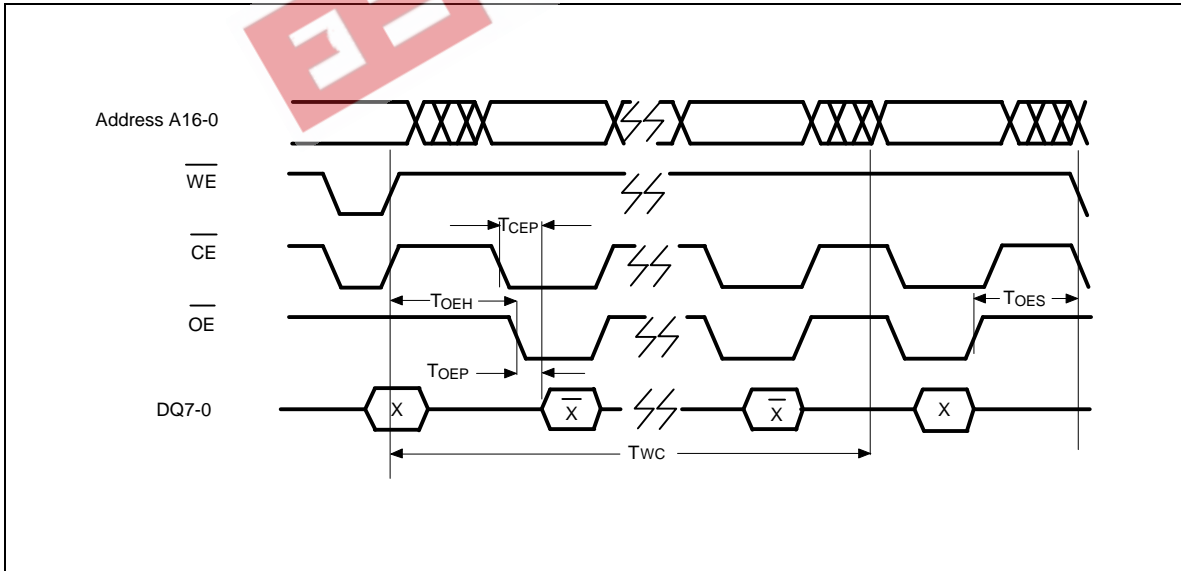 Address A16-0
WE
TCEP
CE
TOEH
TOES
OE
TOEP
DQ7-0
X
X
X
X
TWC